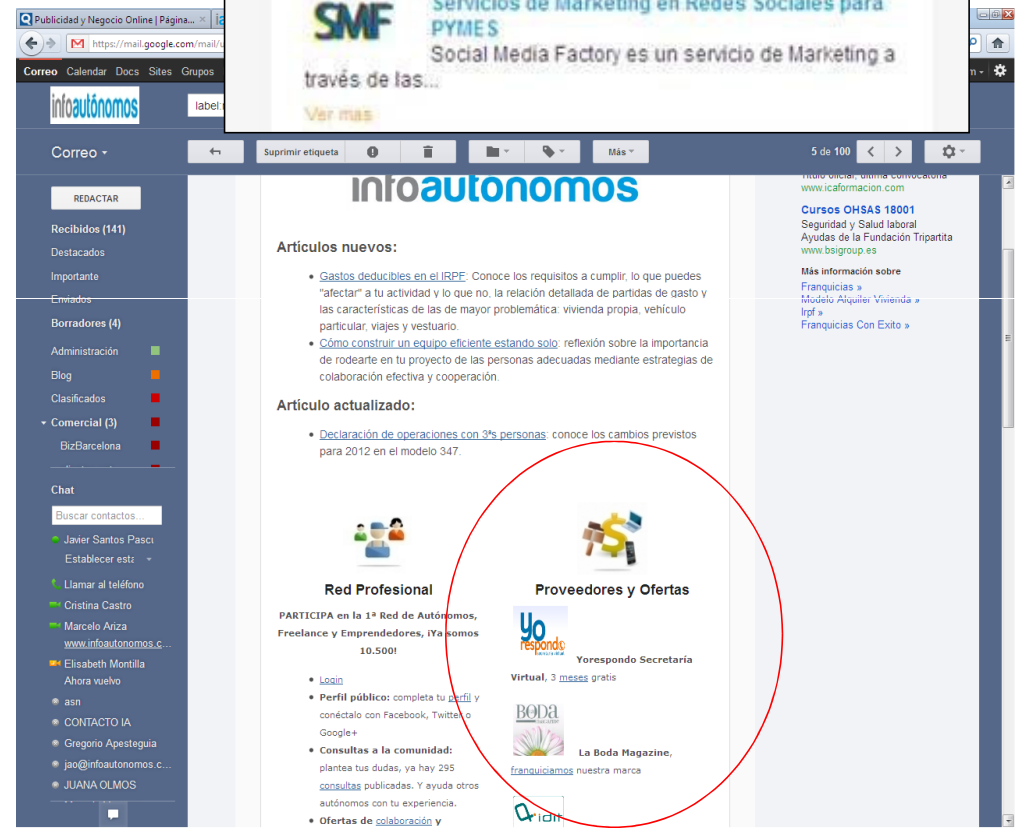 Servicios de Marketing en Redes Sociales para
SMF
PYMES
Social Media Factory es un servicio de Marketing a
través de las...
Ver mas
Publicidad y Negocio Online | Página...
https://mail.google.com/mail/u
Correo Calendar Docs Sites Grupos
infoautónomos
label:
Correo
Suprimir etiqueta
Más
5 de 100
REDACTAR
Recibidos (141)
Destacados
Importante
Enviados
Borradores (4)
Administración
Blog
Clasificados
Comercial (3)
BizBarcelona
Chat
Buscar contactos...
Javier Santos Pascu
Establecer esta
Llamar al teléfono
Cristina Castro
Marcelo Ariza
www.infoautonomos.c...
Elisabeth Montilla
Ahora vuelvo
asn
CONTACTO IA
Gregorio Apesteguia
jao@infoautonomos.c...
JUANA OLMOS
infoautonomos
Articulos nuevos:
• Gastos deducibles en el IRPF: Conoce los requisitos a cumplir, lo que puedes
"afectar" a tu actividad y lo que no, la relación detallada de partidas de gasto y
las características de las de mayor problemática: vivienda propia, vehículo
particular, viajes y vestuario.
• Cómo construir un equipo eficiente estando solo: reflexión sobre la importancia
de rodearte en tu proyecto de las personas adecuadas mediante estrategias de
colaboración efectiva y cooperación.
Artículo actualizado:
• Declaración de operaciones con 3ªs personas: conoce los cambios previstos
para 2012 en el modelo 347.
Red Profesional
PARTICIPA en la 1ª Red de Autónomos,
Freelance y Emprendedores, ¡Ya somos
10.500!
• Login
• Perfil público: completa tu perfil y
conéctalo con Facebook, Twitter o
Google+
• Consultas a la comunidad:
plantea tus dudas, ya hay 295
consultas publicadas. Y ayuda otros
autónomos con tu experiencia.
• Ofertas de colaboración y
Proveedores y Ofertas
Yo
respondo
Yorespondo Secretaría
Virtual, 3 meses gratis
BODA
La Boda Magazine,
franquiciamos nuestra marca
idit
Título oficial, última convocatoria
www.icaformacion.com
Cursos OHSAS 18001
Seguridad y Salud laboral
Ayudas de la Fundación Tripartita
www.bsigroup.es
Más información sobre
Franquicias »
Modelo Alquiler Vivienda »
Irpf »
Franquicias Con Exito »